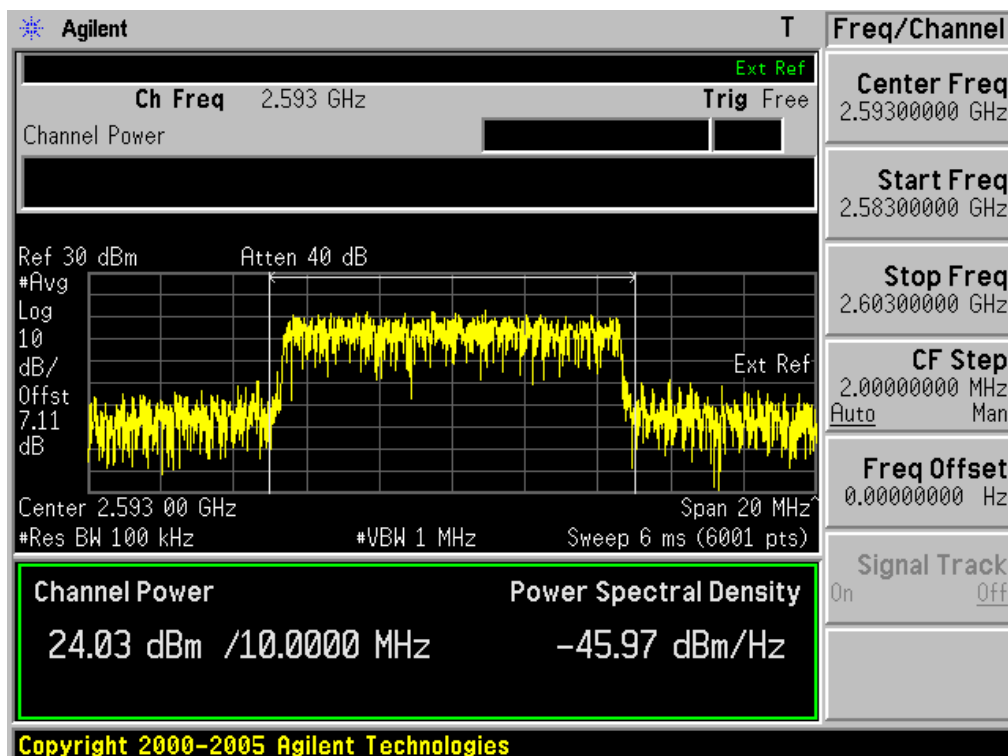 Agilent T Freq/Channel
Ext Ref
Ch Freq 2.593 GHz Trig Free
Channel Power
Center Freq
2.59300000 GHz
Start Freq
2.58300000 GHz
Stop Freq
2.60300000 GHz
CF Step
2.00000000 MHz
Auto Man
Freq Offset
0.00000000 Hz
Signal Track
On Off
Ref 30 dBm Atten 40 dB
#Avg
Log
10
dB/
Offst
7.11
dB
Ext Ref
Center 2.593 00 GHz Span 20 MHz^
#Res BW 100 kHz #VBW 1 MHz Sweep 6 ms (6001 pts)
Channel Power Power Spectral Density
24.03 dBm /10.0000 MHz -45.97 dBm/Hz
Copyright 2000-2005 Agilent Technologies